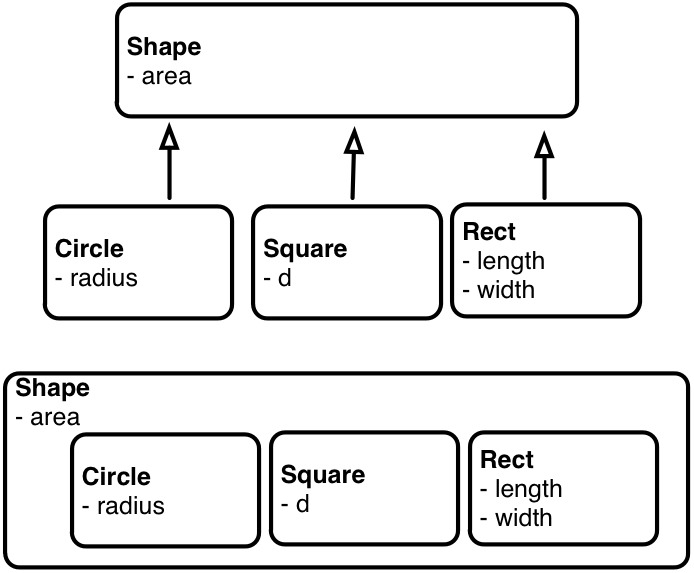 Shape
- area
Circle
- radius
Square
- d
Rect
- length
- width
Shape
- area
Circle
- radius
Square
- d
Rect
- length
- width